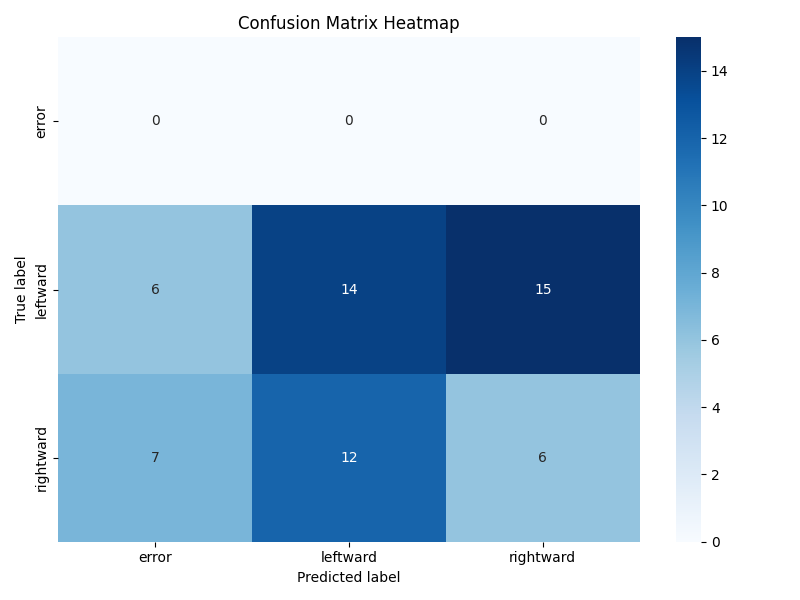 Confusion Matrix Heatmap
True label
error
leftward
rightward
0 0 0
6 14 15
7 12 6
error leftward rightward
Predicted label
14
12
10
8
6
4
2
0